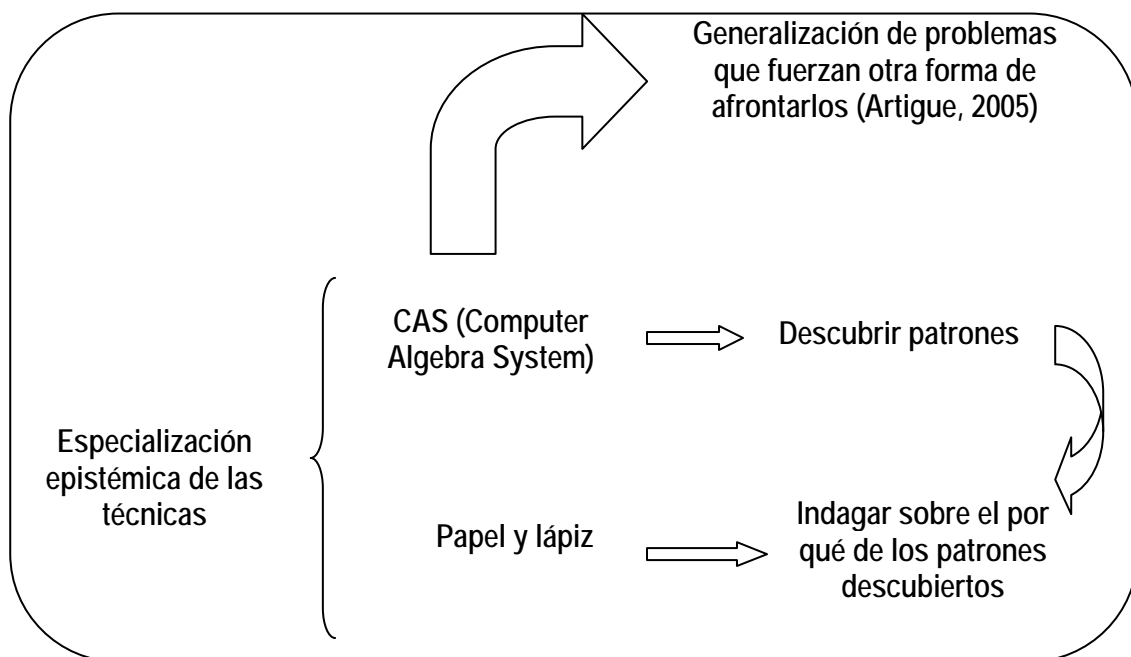 Generalización de problemas
que fuerzan otra forma de
afrontarlos (Artigue, 2005)
CAS (Computer
Algebra System)
Descubrir patrones
Especialización
epistémica de las
técnicas
Papel y lápiz
Indagar sobre el por
qué de los patrones
descubiertos